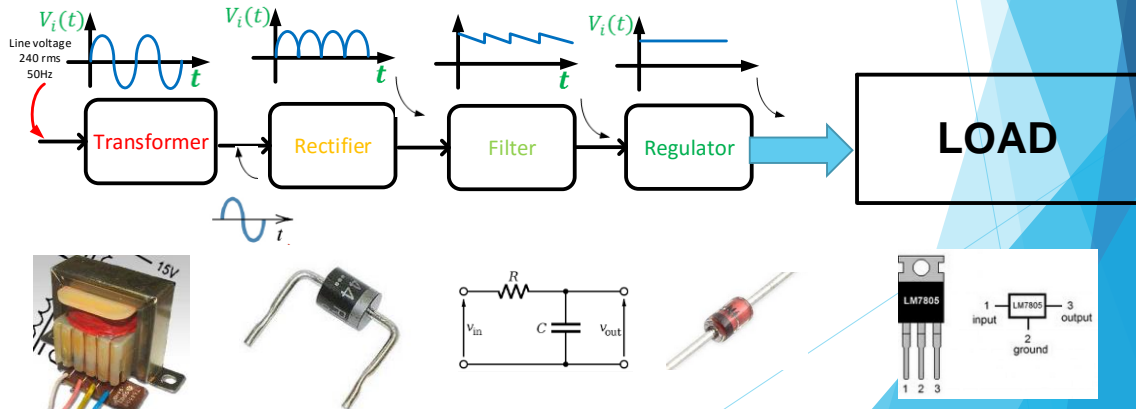 Vi(t)
Line voltage
240 rms
50Hz
t
Vi(t)
t
t
Vi(t)
Transformer
Rectifier
Filter
Regulator
LOAD
t
15V
R
vin
C
vout
LM7805
1 2 3
1
input
LM7805
3
output
2
ground